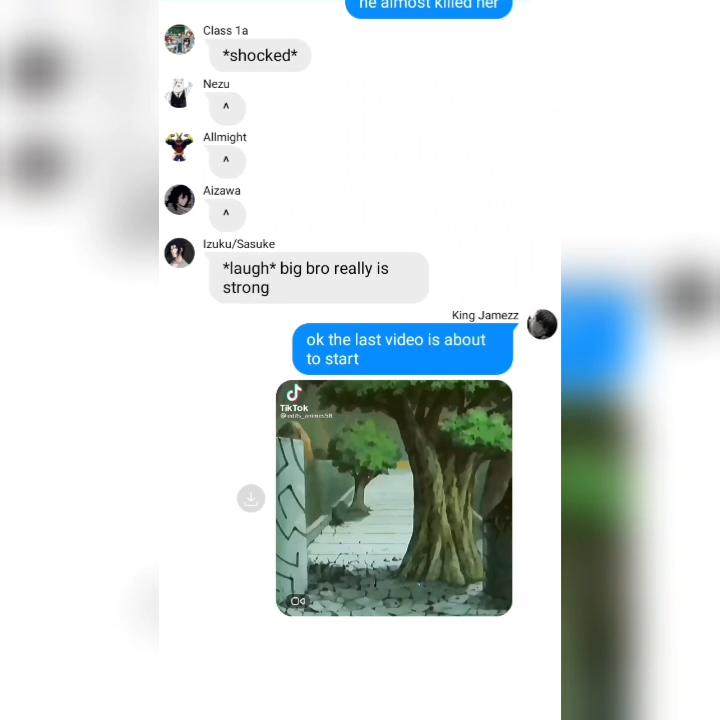 he almost killed her
Class 1a
*shocked*
Nezu
^
Allmight
^
Aizawa
^
Izuku/Sasuke
*laugh* big bro really is
strong
King Jamezz
ok the last video is about
to start
TikTok
@edits_animes58